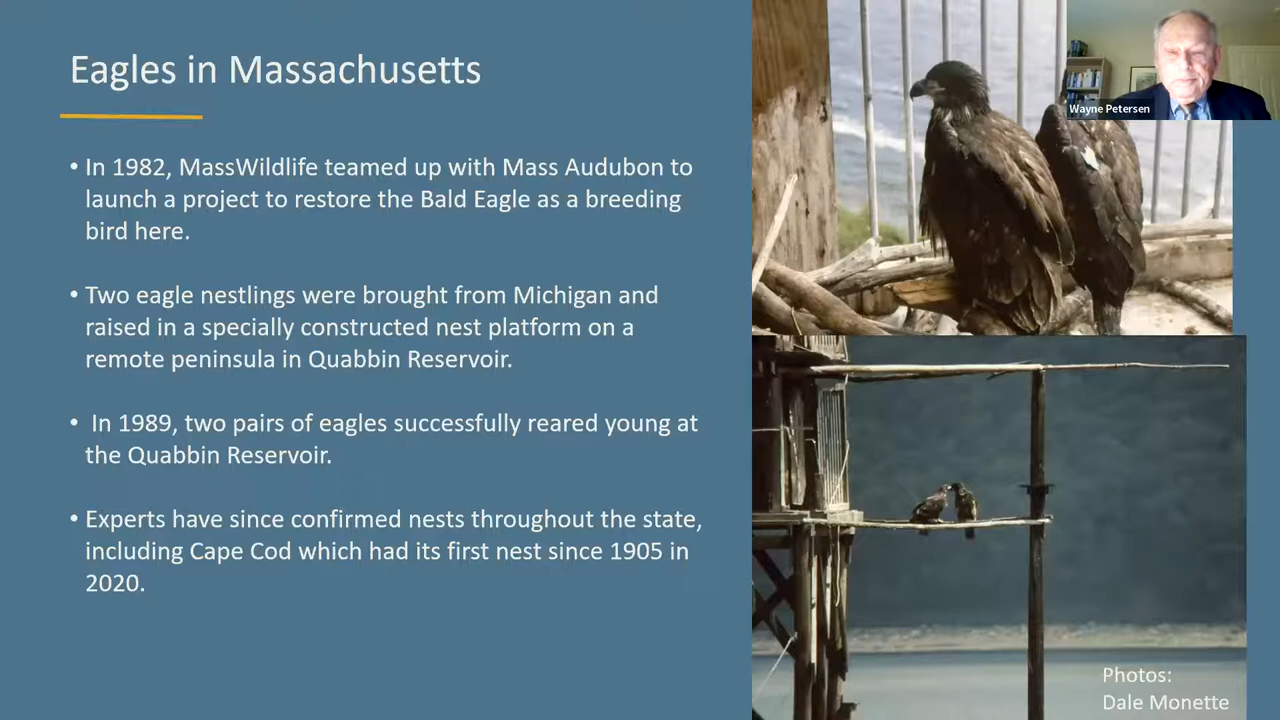 Eagles in Massachusetts
• In 1982, MassWildlife teamed up with Mass Audubon to
launch a project to restore the Bald Eagle as a breeding
bird here.
• Two eagle nestlings were brought from Michigan and
raised in a specially constructed nest platform on a
remote peninsula in Quabbin Reservoir.
• In 1989, two pairs of eagles successfully reared young at
the Quabbin Reservoir.
• Experts have since confirmed nests throughout the state,
including Cape Cod which had its first nest since 1905 in
2020.
Wayne Petersen
Photos:
Dale Monette